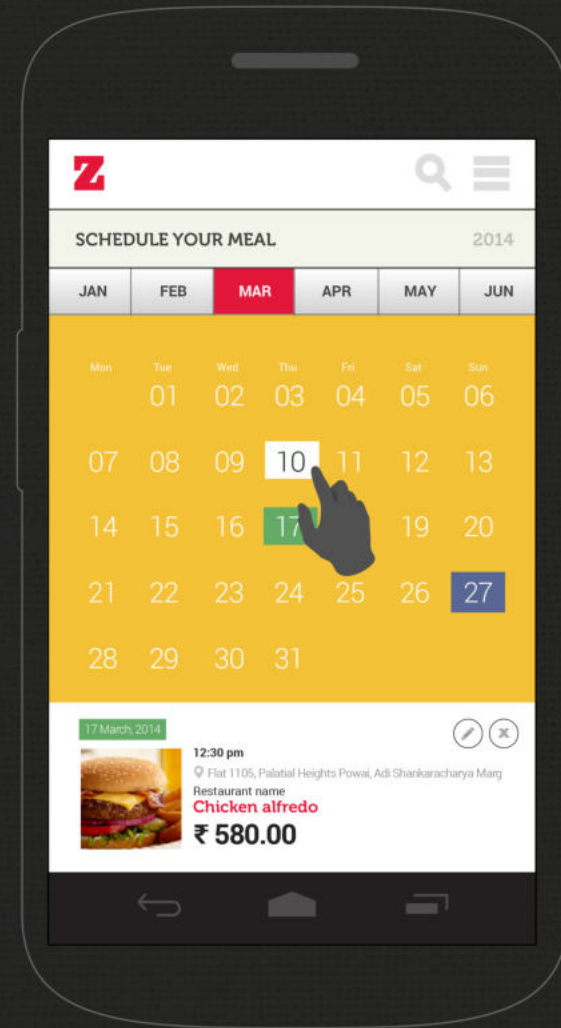 Z
SCHEDULE YOUR MEAL 2014
JAN FEB MAR APR MAY JUN
Mon Tue Wed Thu Fri Sat Sun
01 02 03 04 05 06
07 08 09 10 11 12 13
14 15 16 17 19 20
21 22 23 24 25 26 27
28 29 30 31
17 March, 2014
12:30 pm
Flat 1105, Palatial Heights Powai, Adi Shankaracharya Marg
Restaurant name
Chicken alfredo
₹ 580.00